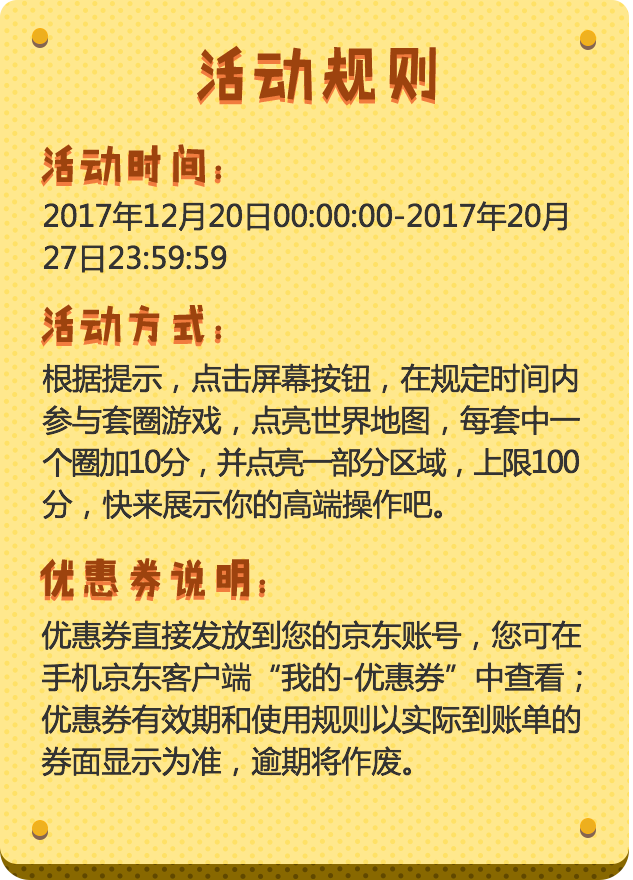 活动规则
活动时间：
2017年12月20日00:00:00-2017年20月
27日23:59:59
活动方式：
根据提示，点击屏幕按钮，在规定时间内
参与套圈游戏，点亮世界地图，每套中一
个圈加10分，并点亮一部分区域，上限100
分，快来展示你的高端操作吧。
优惠券说明：
优惠券直接发放到您的京东账号，您可在
手机京东客户端“我的-优惠券”中查看；
优惠券有效期和使用规则以实际到账单的
券面显示为准，逾期将作废。